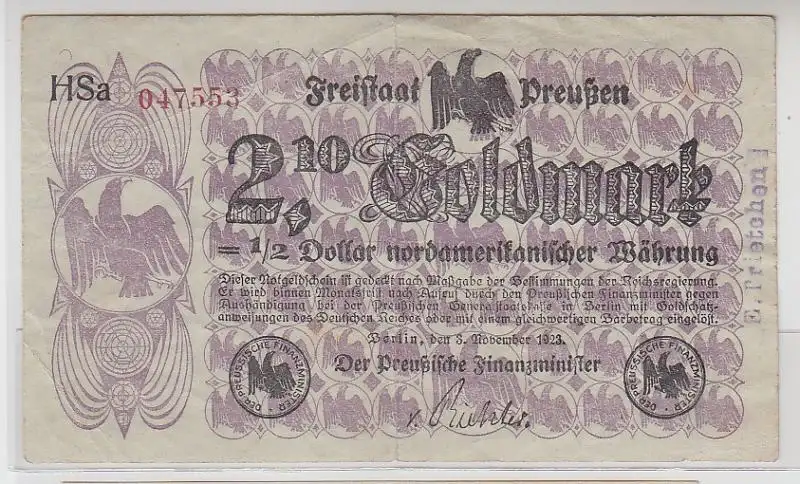 HSa 047553
Freistaat Preußen
2,10 Goldmark
= 1/2 Dollar nordamerikanischer Währung
Dieser Notgeldschein ist gedeckt nach Maßgabe der Bestimmungen der Reichsregierung.
Er wird binnen Monatsfrist nach Aufruf durch den Preußischen Finanzminister gegen
Aushändigung bei der Preußischen Generalstaatskasse in Berlin mit Goldschatz-
anweisungen des Deutschen Reiches oder mit einem gleichwertigen Barbetrag eingelöst.
Berlin, den 3. November 1923.
Der Preußische Finanzminister
DER PREUSSISCHE FINANZMINISTER
DER PREUSSISCHE FINANZMINISTER
v. Richter.